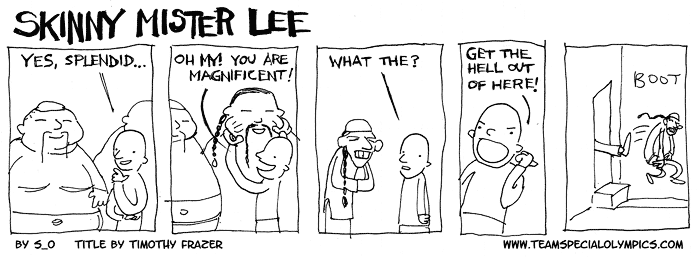 SKINNY MISTER LEE
YES, SPLENDID...
OH MY! YOU ARE
MAGNIFICENT!
WHAT THE?
GET THE
HELL OUT
OF HERE!
BOOT
BY S_O
TITLE BY TIMOTHY FRAZER
WWW.TEAMSPECIALOLYMPICS.COM